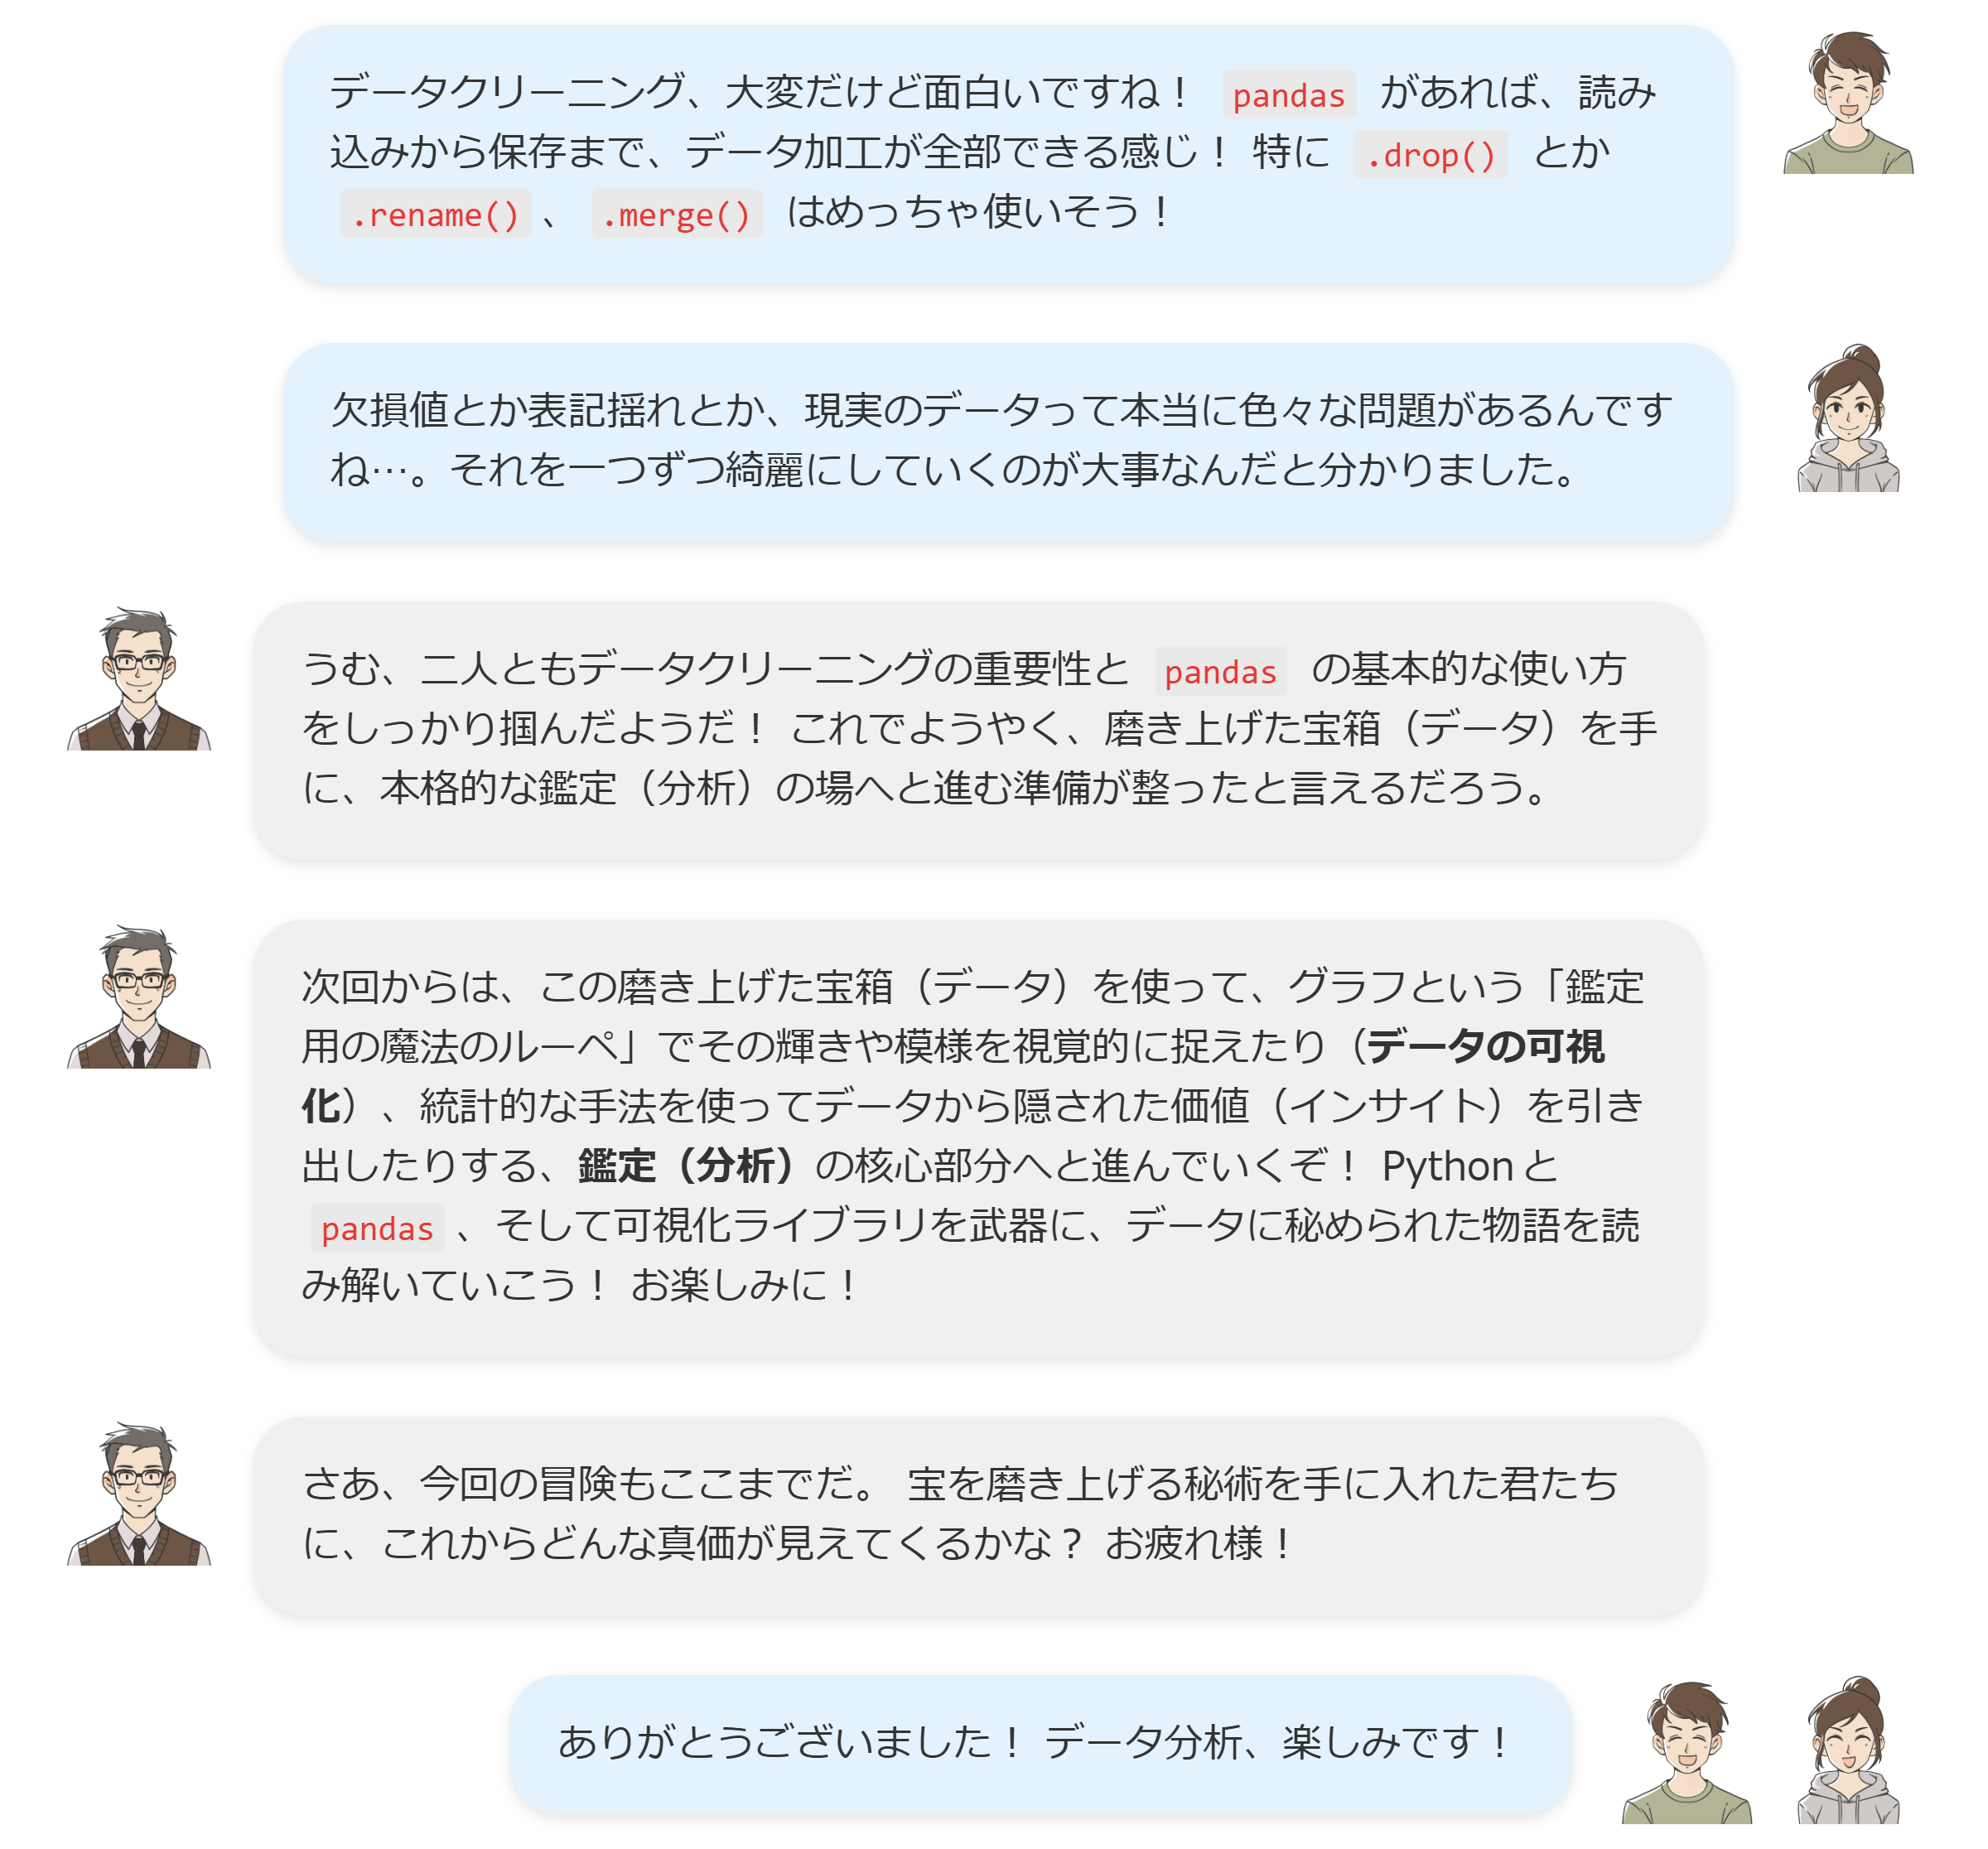 データクリーニング、大変だけど面白いですね！ pandas があれば、読み
込みから保存まで、データ加工が全部できる感じ！ 特に .drop() とか
.rename() 、 .merge() はめっちゃ使いそう！
欠損値とか表記揺れとか、現実のデータって本当に色々な問題があるんです
ね…。それを一つずつ綺麗にしていくのが大事なんだと分かりました。
うむ、二人ともデータクリーニングの重要性と pandas の基本的な使い方
をしっかり掴んだようだ！ これでようやく、磨き上げた宝箱（データ）を手
に、本格的な鑑定（分析）の場へと進む準備が整ったと言えるだろう。
次回からは、この磨き上げた宝箱（データ）を使って、グラフという「鑑定
用の魔法のルーペ」でその輝きや模様を視覚的に捉えたり（データの可視
化）、統計的な手法を使ってデータから隠された価値（インサイト）を引き
出したりする、鑑定（分析）の核心部分へと進んでいくぞ！ Pythonと
pandas 、そして可視化ライブラリを武器に、データに秘められた物語を読
み解いていこう！ お楽しみに！
さあ、今回の冒険もここまでだ。 宝を磨き上げる秘術を手に入れた君たち
に、これからどんな真価が見えてくるかな？ お疲れ様！
ありがとうございました！ データ分析、楽しみです！